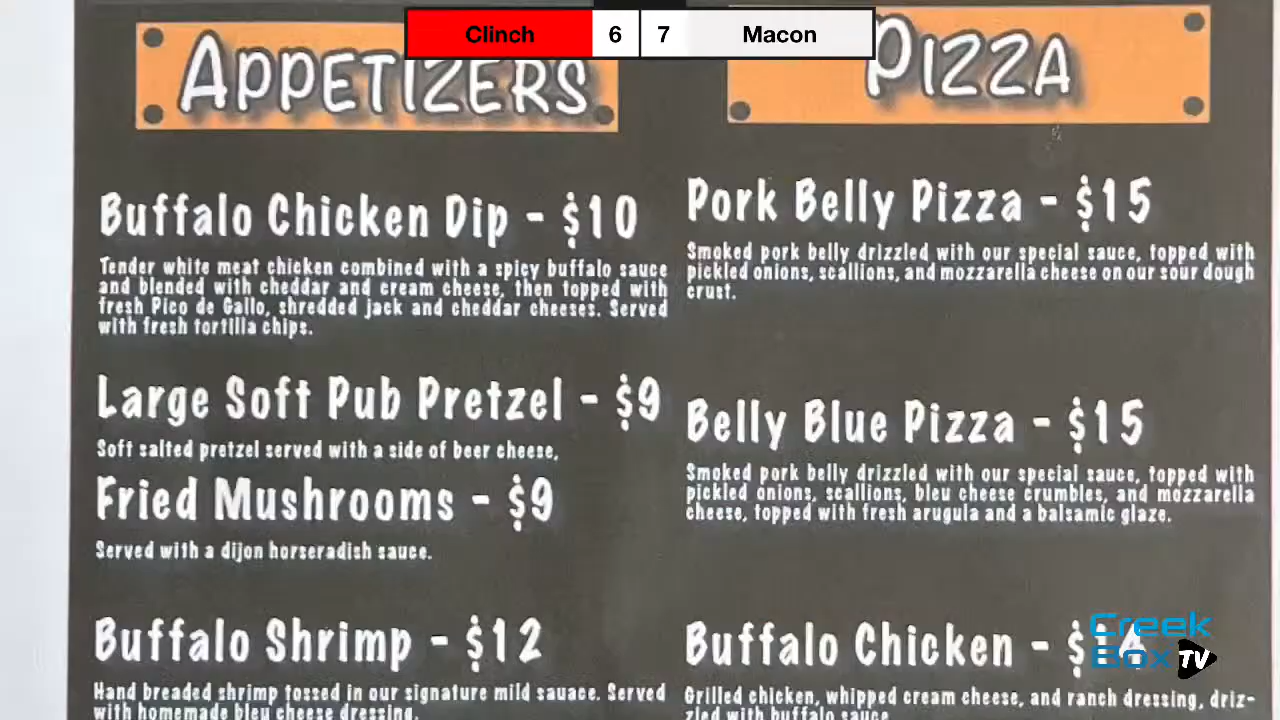 Clinch 6 7 Macon
APPETIZERS
Buffalo Chicken Dip - $10
Tender white meat chicken combined with a spicy buffalo sauce
and blended with cheddar and cream cheese, then topped with
fresh Pico de Gallo, shredded jack and cheddar cheeses. Served
with fresh tortilla chips.
Large Soft Pub Pretzel - $9
Soft salted pretzel served with a side of beer cheese,
Fried Mushrooms - $9
Served with a dijon horseradish sauce.
Buffalo Shrimp - $12
Hand breaded shrimp tossed in our signature mild sauace. Served
with homemade bleu cheese dressing.
PIZZA
Pork Belly Pizza - $15
Smoked pork belly drizzled with our special sauce, topped with
pickled onions, scallions, and mozzarella cheese on our sour dough
crust.
Belly Blue Pizza - $15
Smoked pork belly drizzled with our special sauce, topped with
pickled onions, scallions, bleu cheese crumbles, and mozzarella
cheese, topped with fresh arugula and a balsamic glaze.
Buffalo Chicken - $14
Grilled chicken, whipped cream cheese, and ranch dressing, driz-
zled with buffalo sauce
Creek
Box TV